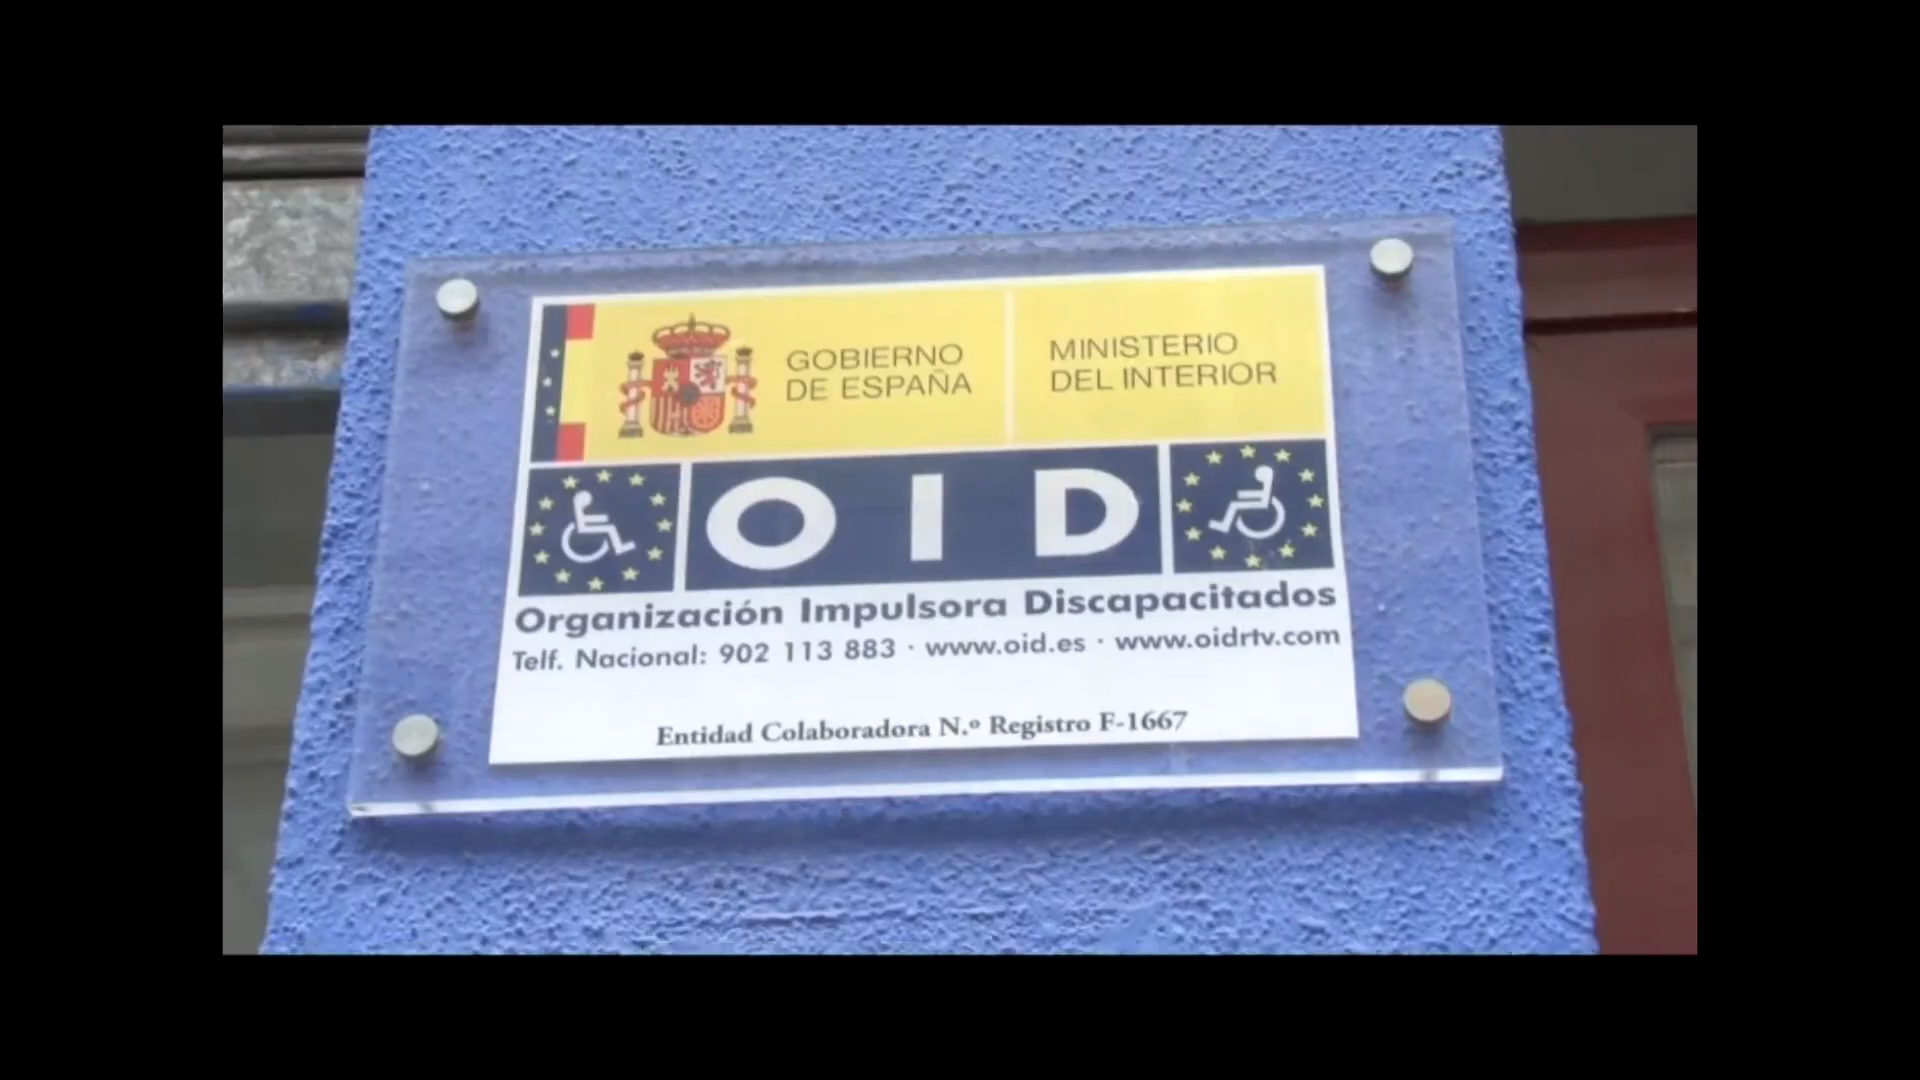 GOBIERNO
DE ESPAÑA
MINISTERIO
DEL INTERIOR
OID
Organización Impulsora Discapacitados
Telf. Nacional: 902 113 883 · www.oid.es · www.oidrtv.com
Entidad Colaboradora N.º Registro F-1667